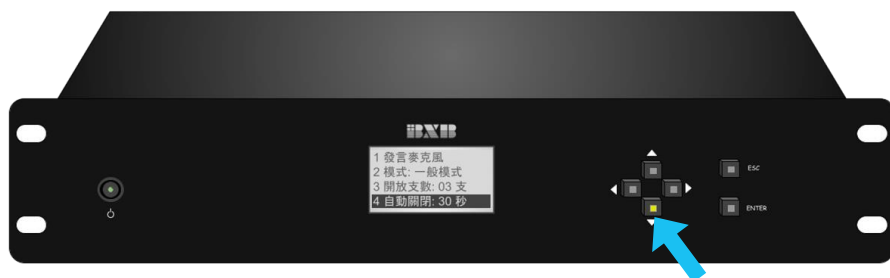 BXB
1 發言麥克風
2 模式: 一般模式
3 開放支數: 03 支
4 自動關閉: 30 秒
ESC
ENTER